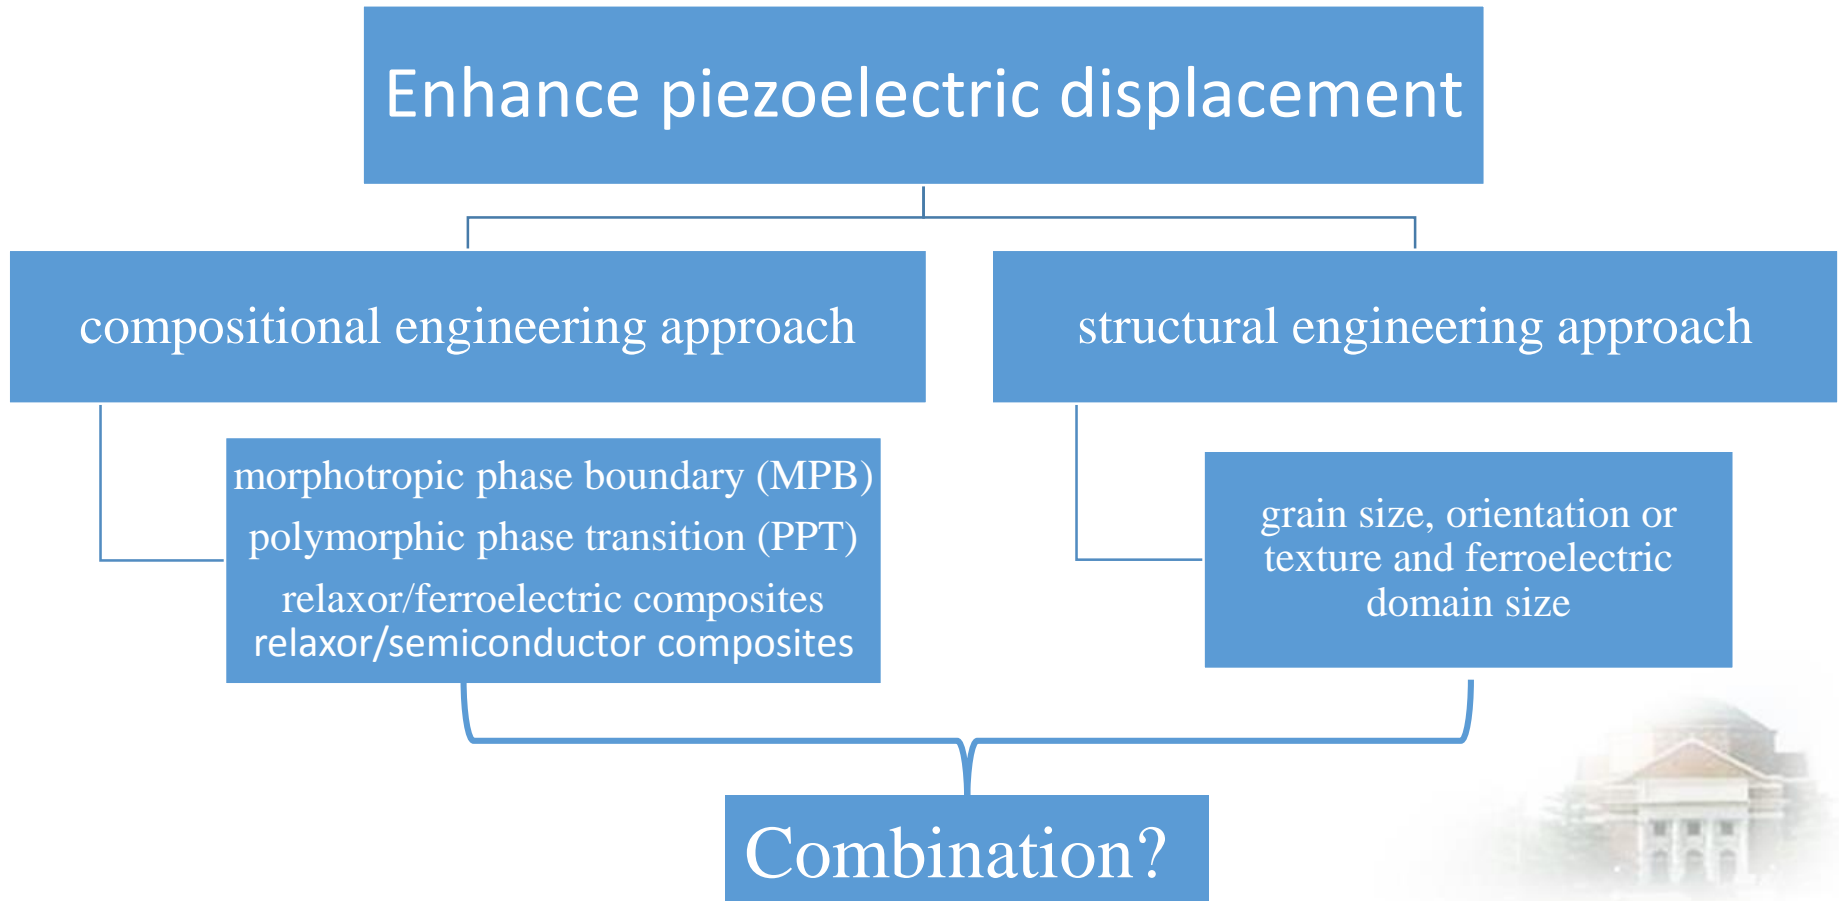 Enhance piezoelectric displacement
compositional engineering approach
structural engineering approach
morphotropic phase boundary (MPB)
polymorphic phase transition (PPT)
relaxor/ferroelectric composites
relaxor/semiconductor composites
grain size, orientation or
texture and ferroelectric
domain size
Combination?